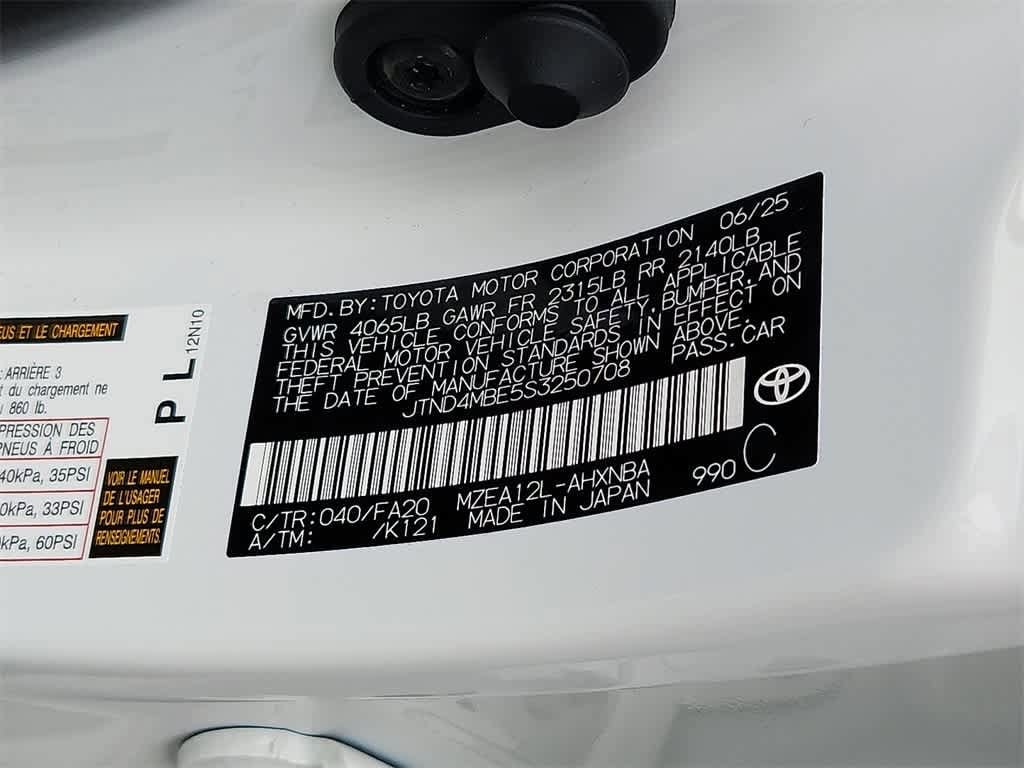 MFD. BY: TOYOTA MOTOR CORPORATION 06/25
GVWR 4065LB GAWR FR 2315LB RR 2140LB
THIS VEHICLE CONFORMS TO ALL APPLICABLE
FEDERAL MOTOR VEHICLE SAFETY, BUMPER, AND
THEFT PREVENTION STANDARDS IN EFFECT ON
THE DATE OF MANUFACTURE SHOWN ABOVE.
JTND4MBE5S3250708 PASS. CAR
C/TR: 040/FA20 MZEA12L-AHXNBA 990 C
A/TM: /K121 MADE IN JAPAN
ET LE CHARGEMENT
: ARRIÈRE 3
t du chargement ne
860 lb.
PRESSION DES
PNEUS À FROID
40kPa, 35PSI
0kPa, 33PSI
kPa, 60PSI
VOIR LE MANUEL
DE L'USAGER
POUR PLUS DE
RENSEIGNEMENTS.
P L 12N10